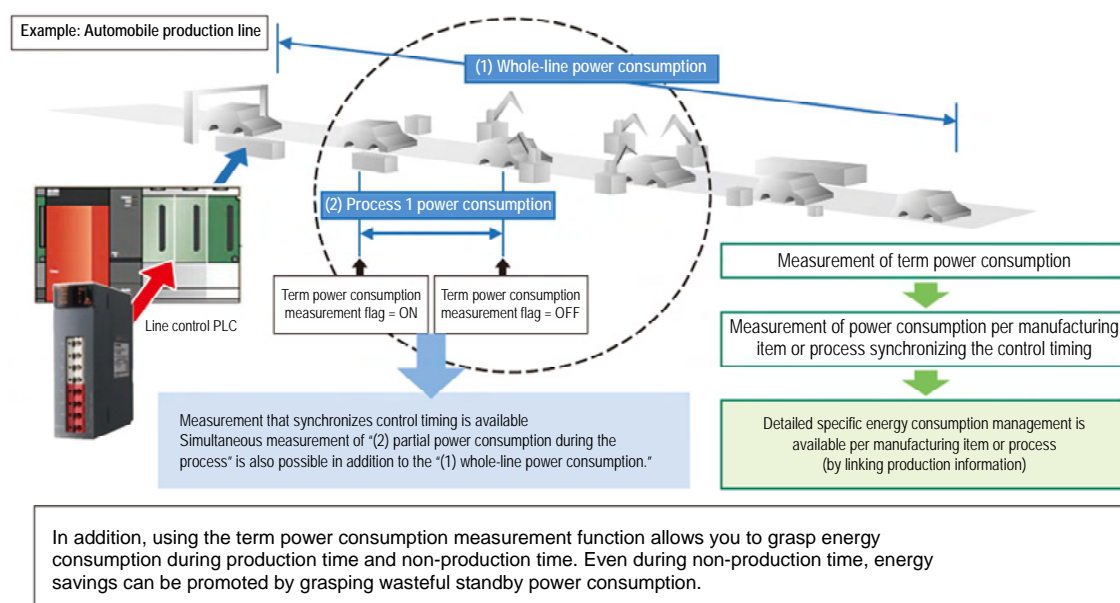 Example: Automobile production line
(1) Whole-line power consumption
(2) Process 1 power consumption
Term power consumption
measurement flag = ON
Term power consumption
measurement flag = OFF
Line control PLC
Measurement that synchronizes control timing is available
Simultaneous measurement of "(2) partial power consumption during the
process" is also possible in addition to the "(1) whole-line power consumption."
Measurement of term power consumption
Measurement of power consumption per manufacturing
item or process synchronizing the control timing
Detailed specific energy consumption management is
available per manufacturing item or process
(by linking production information)
In addition, using the term power consumption measurement function allows you to grasp energy
consumption during production time and non-production time. Even during non-production time, energy
savings can be promoted by grasping wasteful standby power consumption.